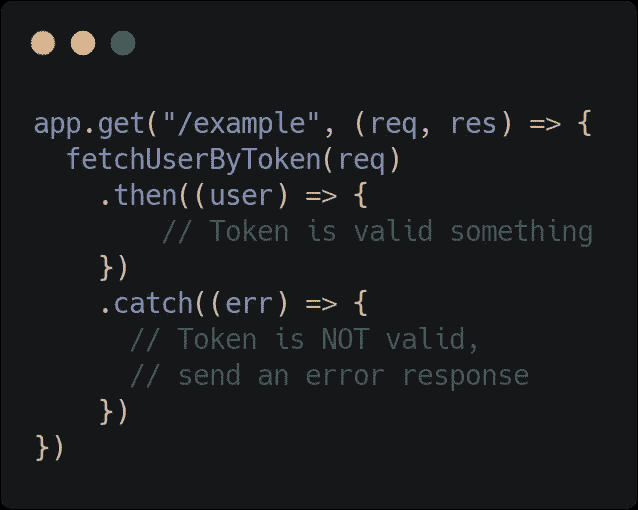 app.get("/example", (req, res) => {
  fetchUserByToken(req)
    .then((user) => {
        // Token is valid something
    })
    .catch((err) => {
      // Token is NOT valid,
      // send an error response
    })
})